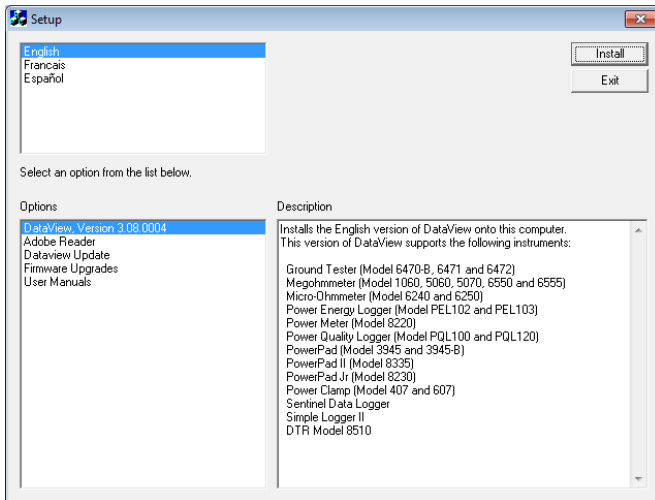 Setup
English
Francais
Español
Install
Exit
Select an option from the list below.
Options
DataView, Version 3.08.0004
Adobe Reader
Dataview Update
Firmware Upgrades
User Manuals
Description
Installs the English version of DataView onto this computer.
This version of DataView supports the following instruments:
Ground Tester (Model 6470-B, 6471 and 6472)
Megohmmeter (Model 1060, 5060, 5070, 6550 and 6555)
Micro-Ohmmeter (Model 6240 and 6250)
Power Energy Logger (Model PEL102 and PEL103)
Power Meter (Model 8220)
Power Quality Logger (Model PQL100 and PQL120)
PowerPad (Model 3945 and 3945-B)
PowerPad II (Model 8335)
PowerPad Jr (Model 8230)
Power Clamp (Model 407 and 607)
Sentinel Data Logger
Simple Logger II
DTR Model 8510